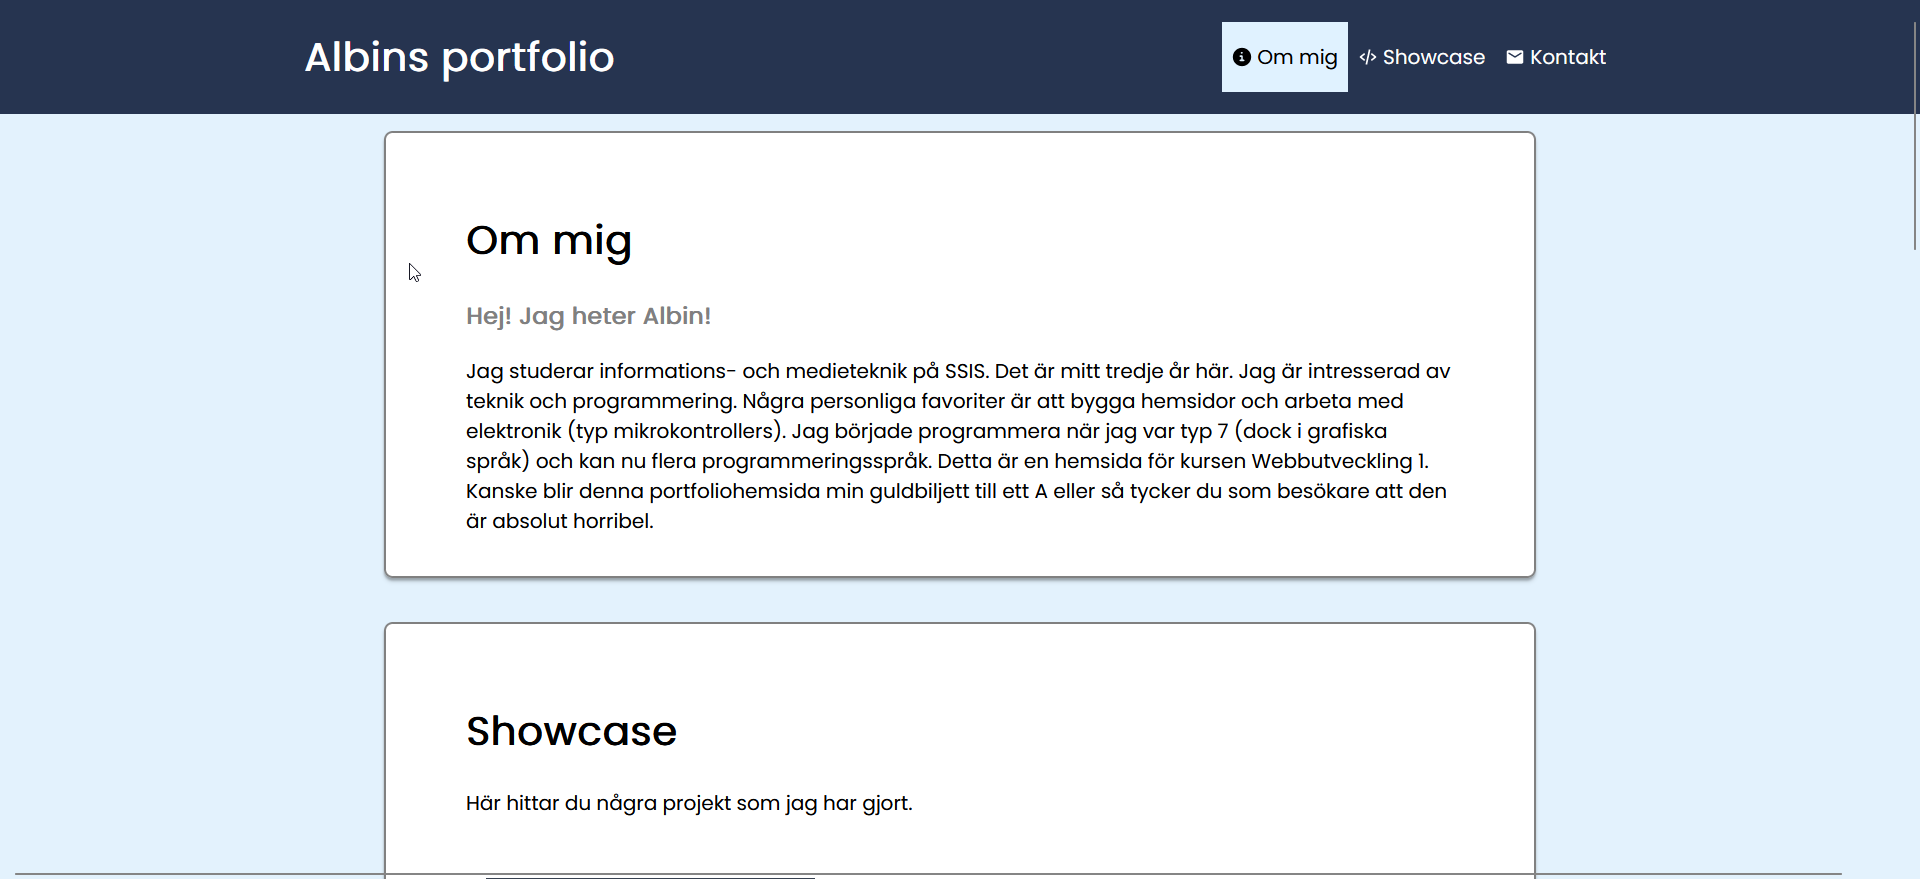 Albins portfolio
Om mig
Showcase
Kontakt
Om mig
Hej! Jag heter Albin!
Jag studerar informations- och medieteknik på SSIS. Det är mitt tredje år här. Jag är intresserad av
teknik och programmering. Några personliga favoriter är att bygga hemsidor och arbeta med
elektronik (typ mikrokontrollers). Jag började programmera när jag var typ 7 (dock i grafiska
språk) och kan nu flera programmeringsspråk. Detta är en hemsida för kursen Webbutveckling 1.
Kanske blir denna portfoliohemsida min guldbiljett till ett A eller så tycker du som besökare att den
är absolut horribel.
Showcase
Här hittar du några projekt som jag har gjort.